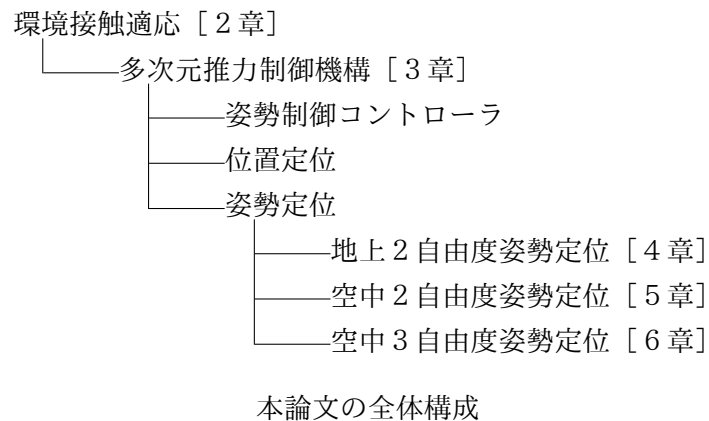 環境接触適応［２章］
多次元推力制御機構［３章］
姿勢制御コントローラ
位置定位
姿勢定位
地上２自由度姿勢定位［４章］
空中２自由度姿勢定位［５章］
空中３自由度姿勢定位［６章］
本論文の全体構成